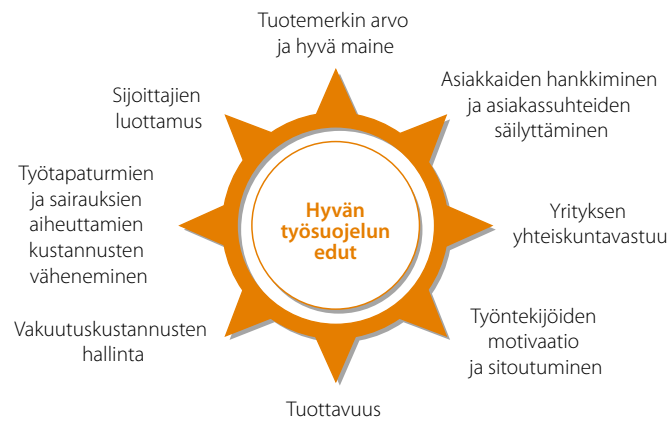 Tuotemerkin arvo
ja hyvä maine
Asiakkaiden hankkiminen
ja asiakassuhteiden
säilyttäminen
Yrityksen
yhteiskuntavastuu
Työntekijöiden
motivaatio
ja sitoutuminen
Tuottavuus
Vakuutuskustannusten
hallinta
Työtapaturmien
ja sairauksien
aiheuttamien
kustannusten
väheneminen
Sijoittajien
luottamus
Hyvän
työsuojelun
edut